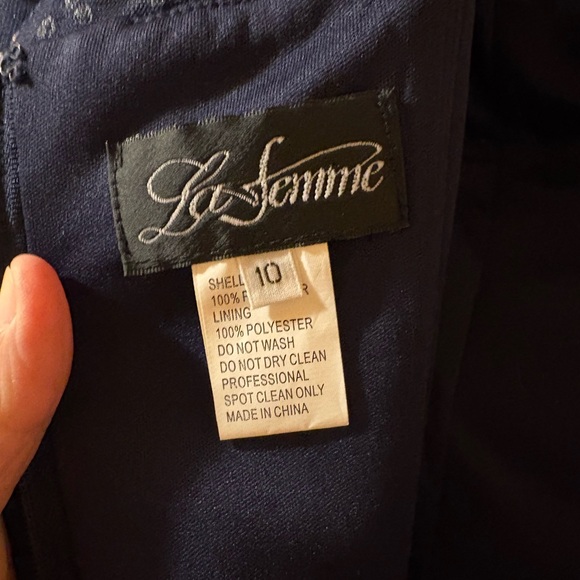 La Femme
10
SHELL
100%
LINING
100% POLYESTER
DO NOT WASH
DO NOT DRY CLEAN
PROFESSIONAL
SPOT CLEAN ONLY
MADE IN CHINA